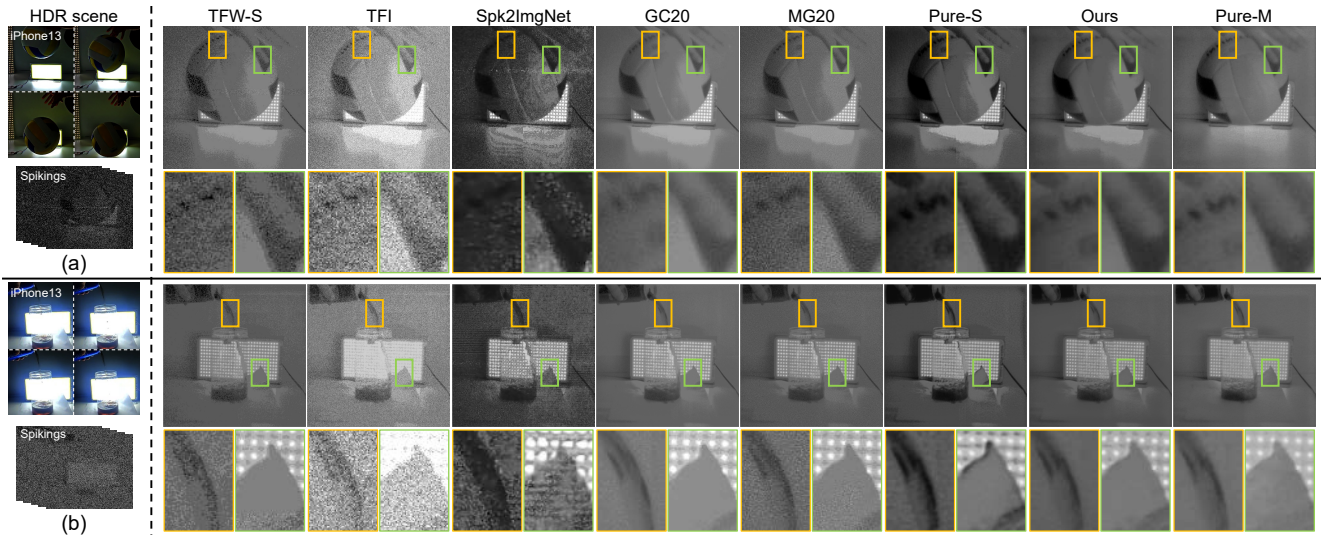 HDR scene TFW-S TFI Spk2ImgNet GC20 MG20 Pure-S Ours Pure-M
iPhone13
Spikings
(a)
iPhone13
Spikings
(b)